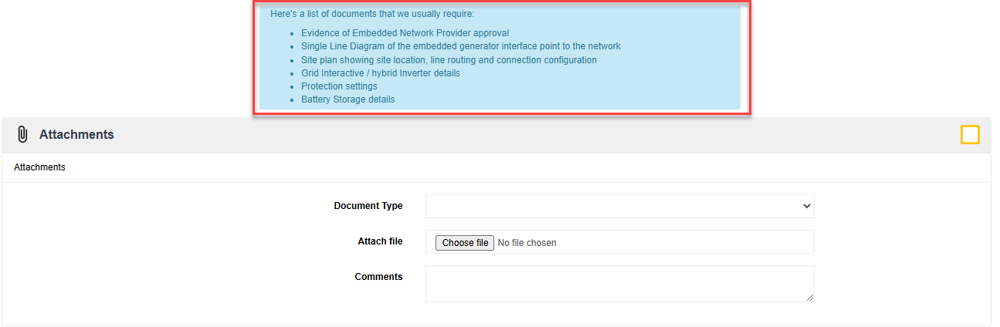 Here's a list of documents that we usually require:
• Evidence of Embedded Network Provider approval
• Single Line Diagram of the embedded generator interface point to the network
• Site plan showing site location, line routing and connection configuration
• Grid Interactive / hybrid Inverter details
• Protection settings
• Battery Storage details
Attachments
Attachments
Document Type
Attach file Choose file No file chosen
Comments